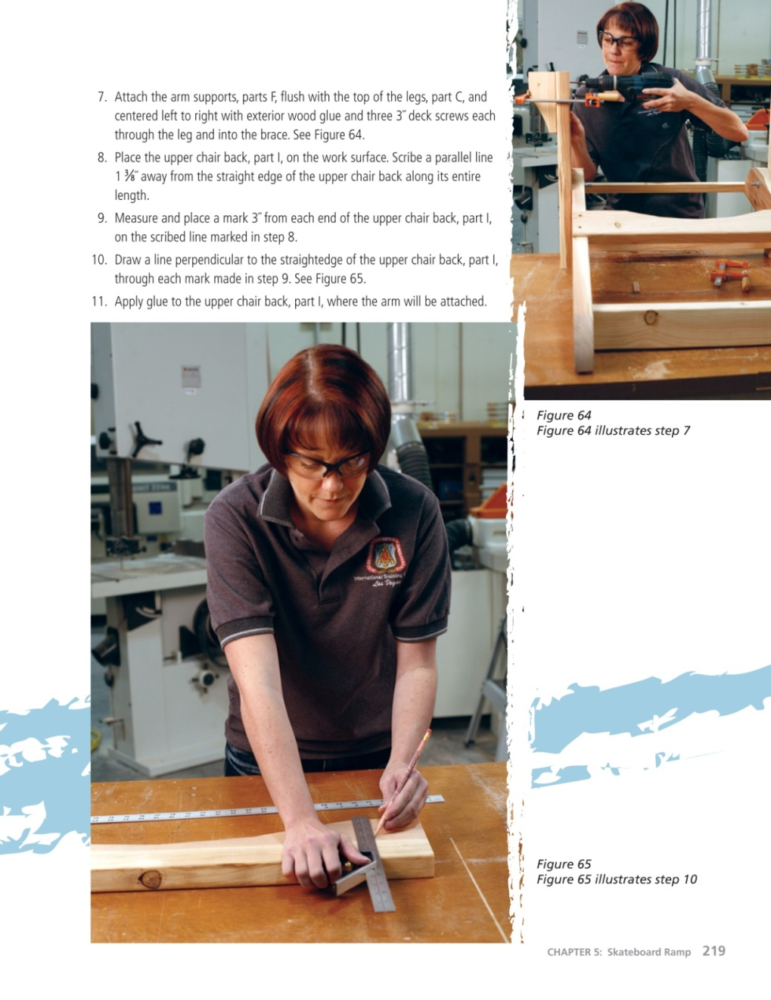 7. Attach the arm supports, parts F, flush with the top of the legs, part C, and
centered left to right with exterior wood glue and three 3˝ deck screws each
through the leg and into the brace. See Figure 64.
8. Place the upper chair back, part I, on the work surface. Scribe a parallel line
1 ⅜˝ away from the straight edge of the upper chair back along its entire
length.
9. Measure and place a mark 3˝ from each end of the upper chair back, part I,
on the scribed line marked in step 8.
10. Draw a line perpendicular to the straightedge of the upper chair back, part I,
through each mark made in step 9. See Figure 65.
11. Apply glue to the upper chair back, part I, where the arm will be attached.
Figure 64
Figure 64 illustrates step 7
International Training
Las Vegas
Figure 65
Figure 65 illustrates step 10
CHAPTER 5: Skateboard Ramp 219